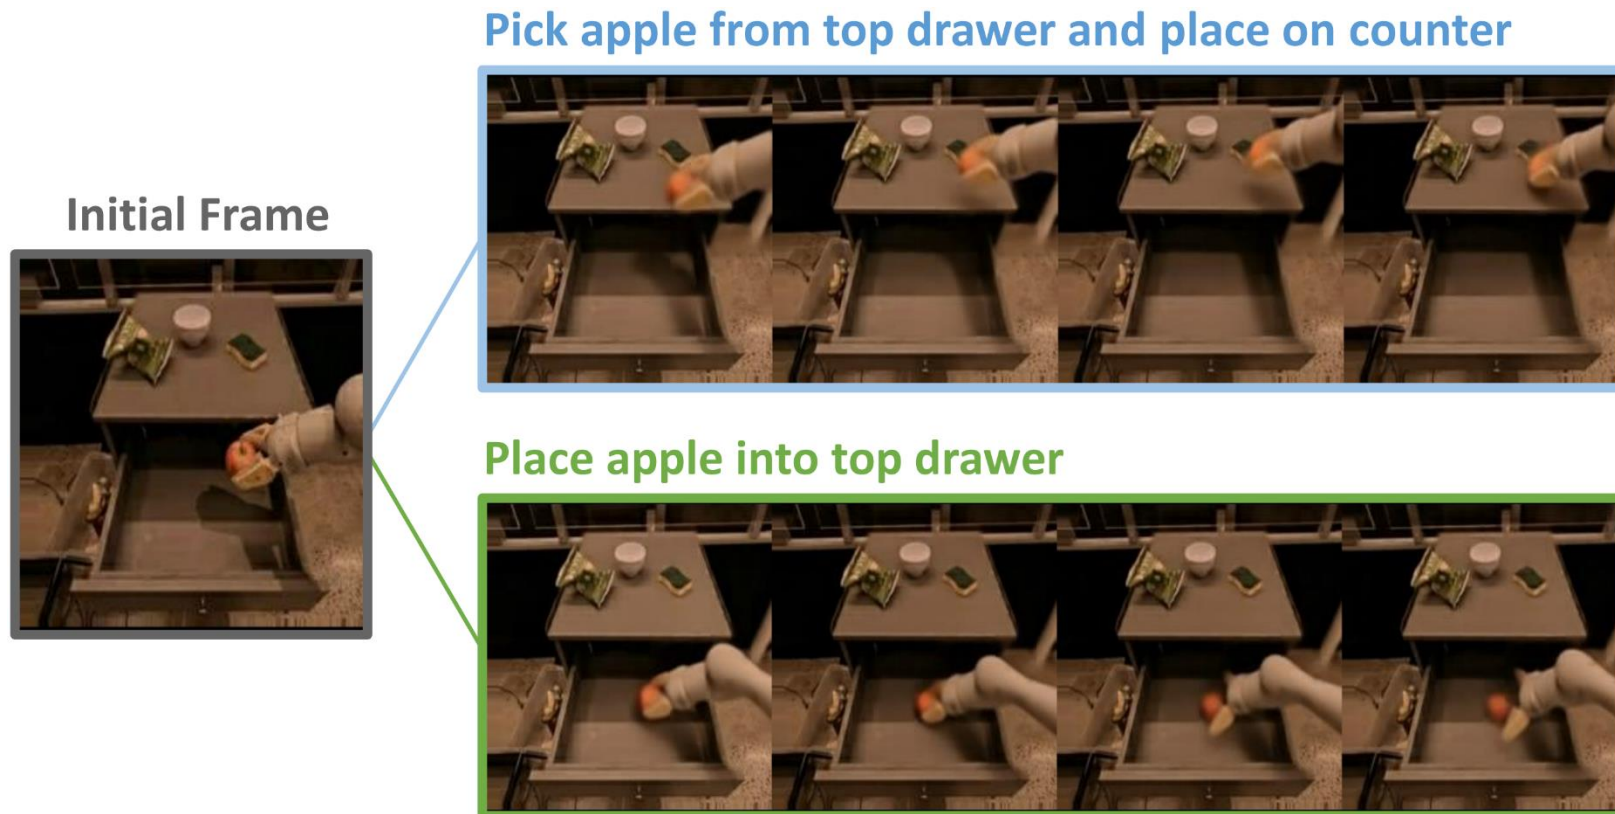 Pick apple from top drawer and place on counter
Initial Frame
Place apple into top drawer